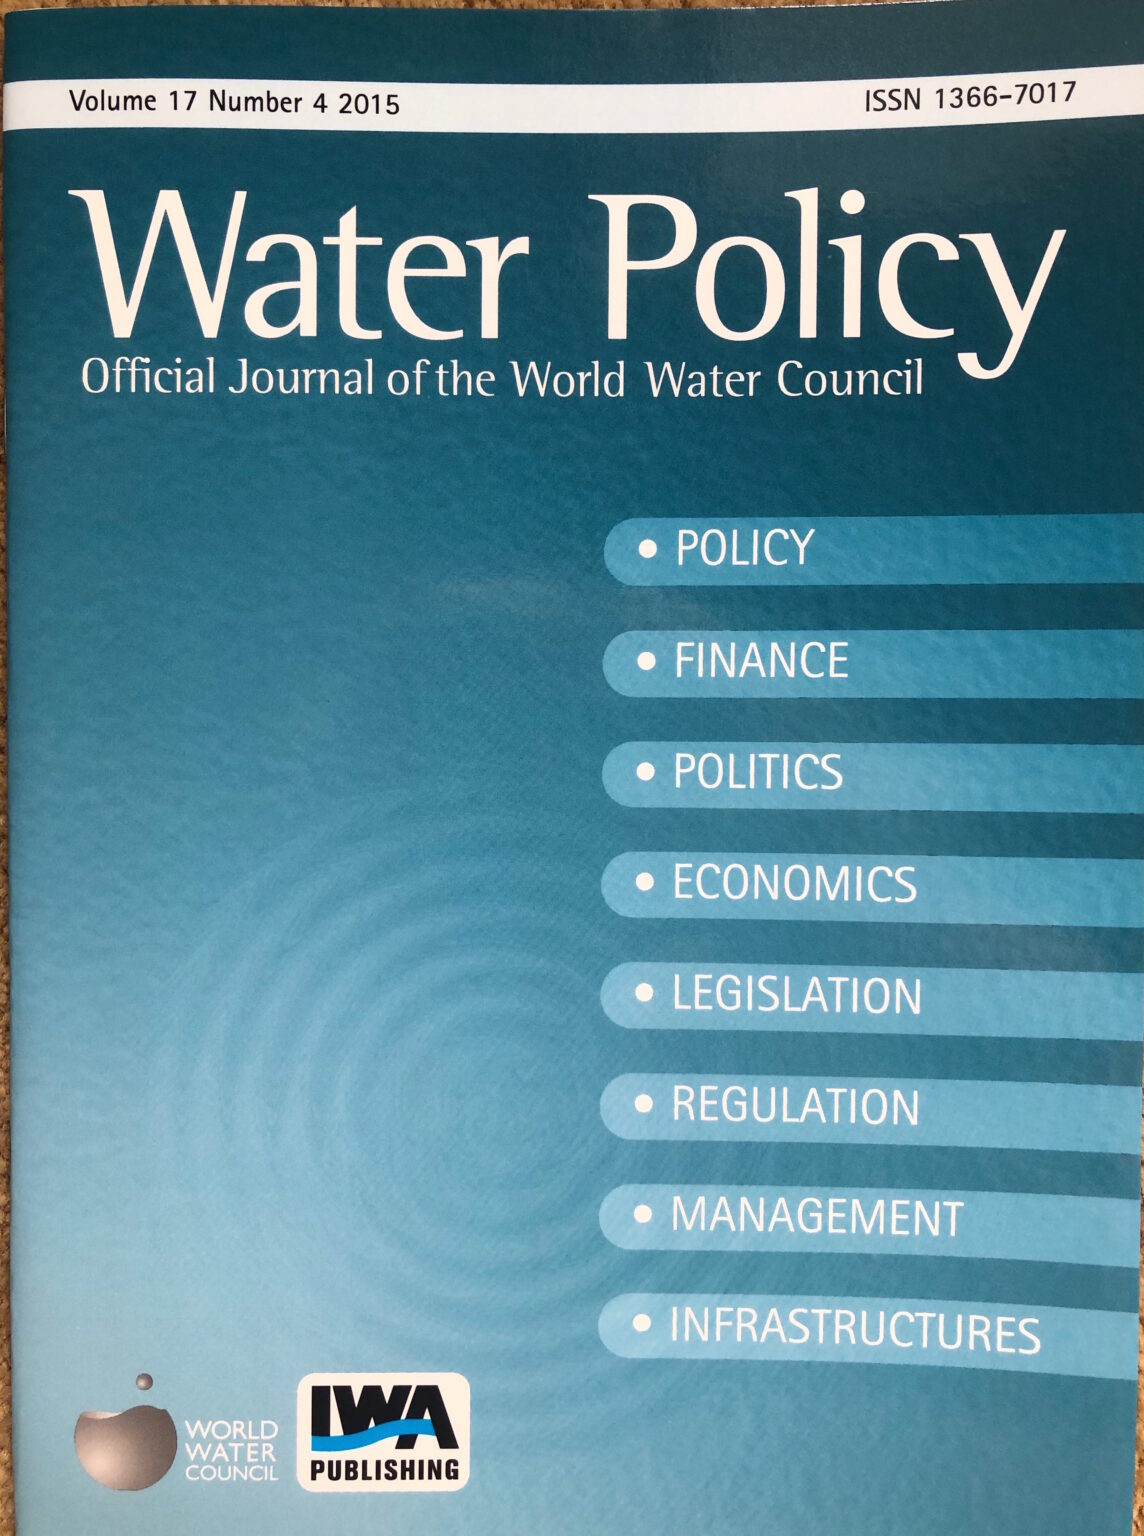 Volume 17 Number 4 2015
ISSN 1366-7017
Water Policy
Official Journal of the World Water Council
• POLICY
• FINANCE
• POLITICS
• ECONOMICS
• LEGISLATION
• REGULATION
• MANAGEMENT
• INFRASTRUCTURES
WORLD
WATER
COUNCIL
IWA
PUBLISHING